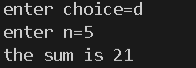 enter choice=d
enter n=5
the sum is 21